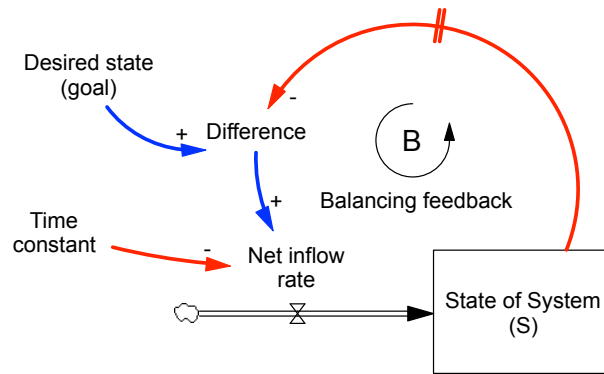 Desired state
(goal)
-
+
Difference
B
+
Balancing feedback
Time
constant
-
Net inflow
rate
State of System
(S)